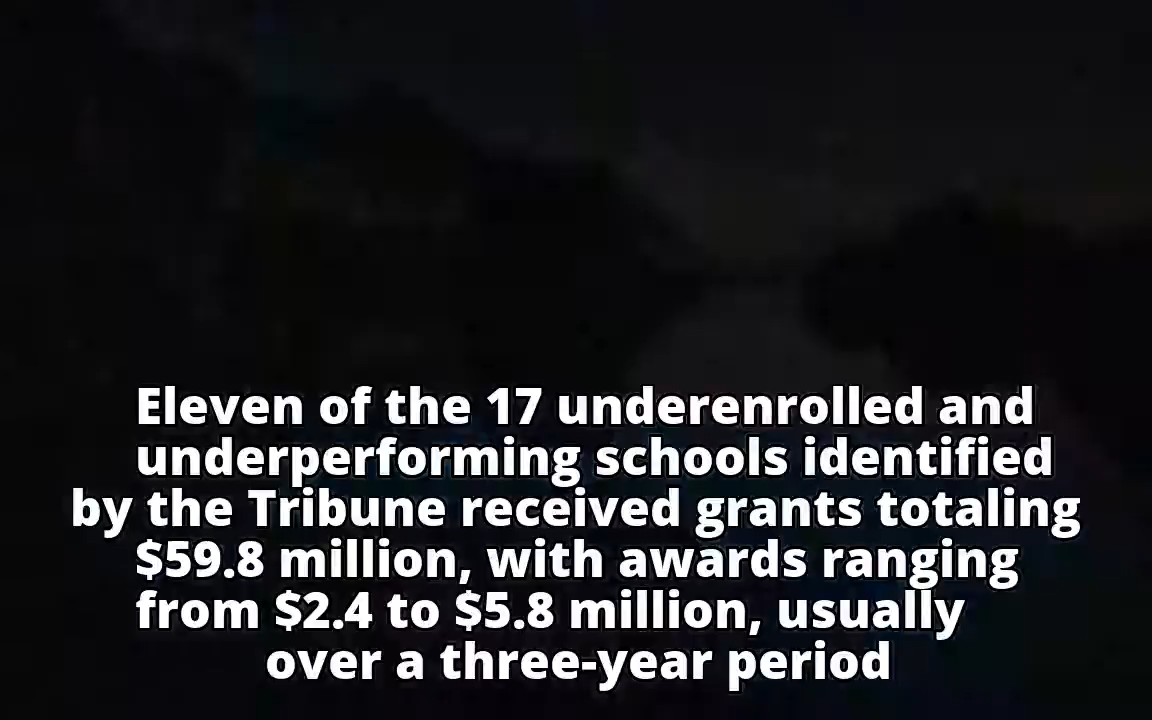 Eleven of the 17 underenrolled and
underperforming schools identified
by the Tribune received grants totaling
$59.8 million, with awards ranging
from $2.4 to $5.8 million, usually
over a three-year period